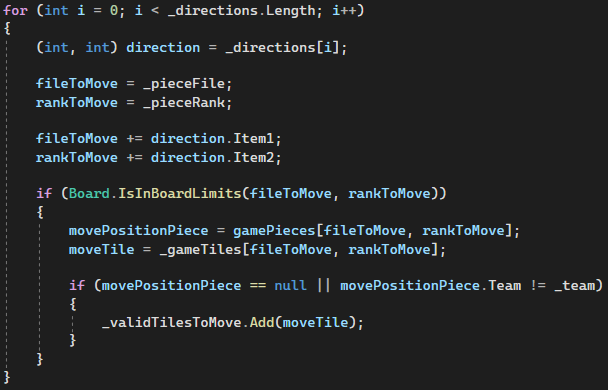 for (int i = 0; i < _directions.Length; i++)
{
    (int, int) direction = _directions[i];

    fileToMove = _pieceFile;
    rankToMove = _pieceRank;

    fileToMove += direction.Item1;
    rankToMove += direction.Item2;

    if (Board.IsInBoardLimits(fileToMove, rankToMove))
    {
        movePositionPiece = gamePieces[fileToMove, rankToMove];
        moveTile = _gameTiles[fileToMove, rankToMove];

        if (movePositionPiece == null || movePositionPiece.Team != _team)
        {
            _validTilesToMove.Add(moveTile);
        }
    }
}